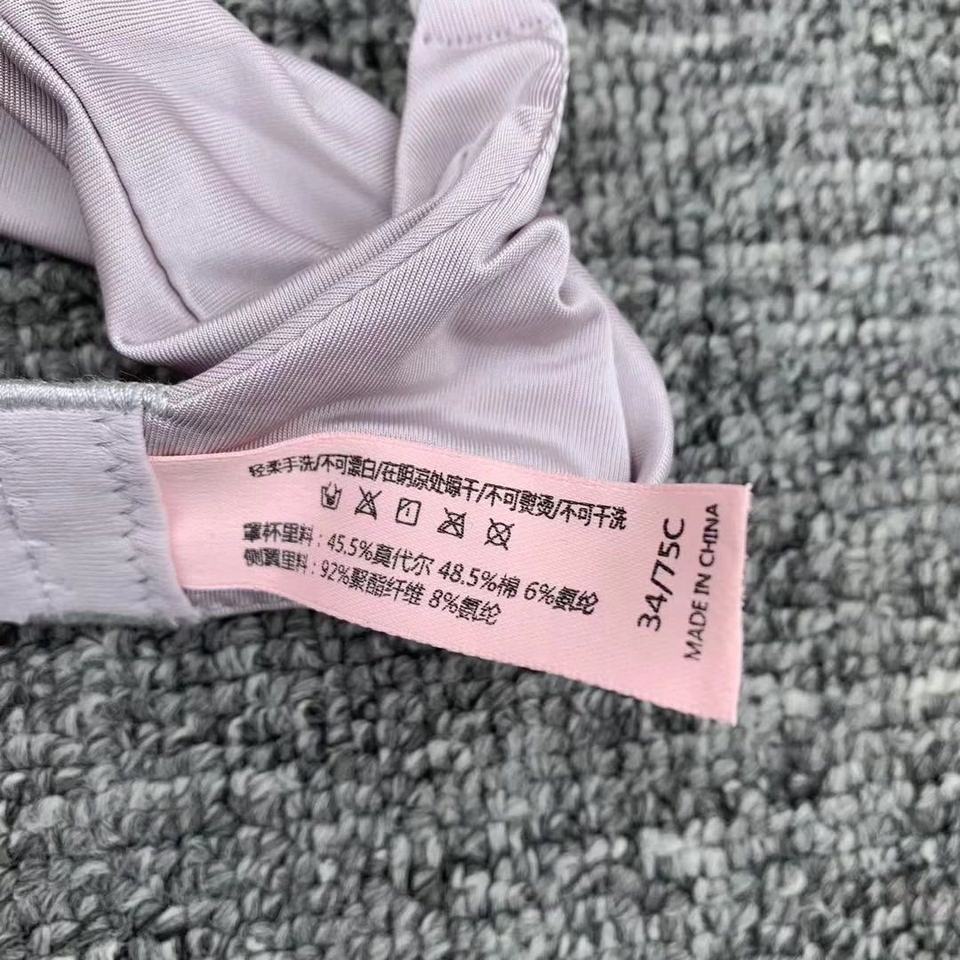 轻柔手洗/不可漂白/在阴凉处晾干/不可熨烫/不可干洗
罩杯里料：45.5%莫代尔 48.5%棉 6%氨纶
侧翼里料：92%聚酯纤维 8%氨纶
34/75C
MADE IN CHINA